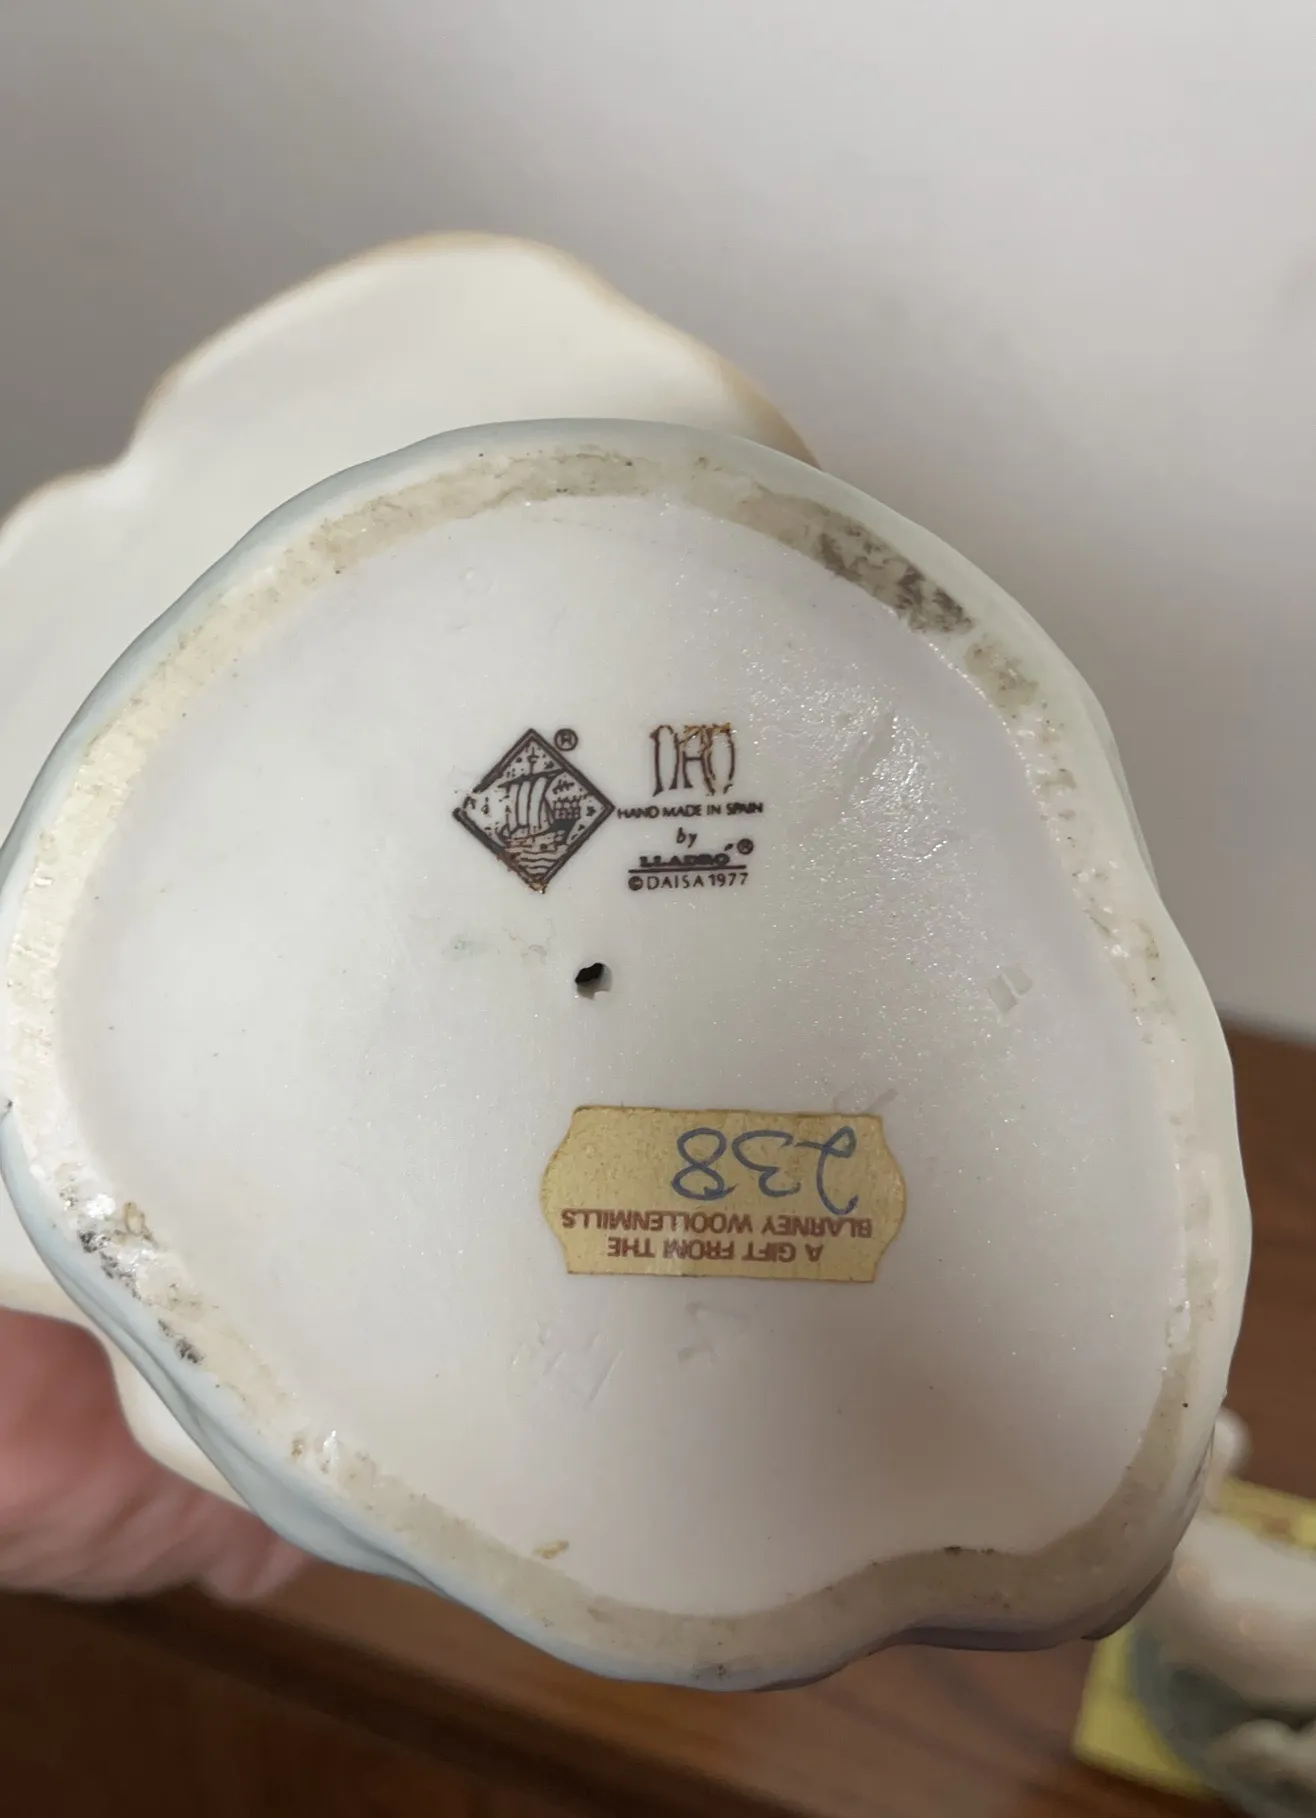 ®
NAO
HAND MADE IN SPAIN
by
LLADRÓ®
© DAISA 1977
A GIFT FROM THE
BLARNEY WOOLLENMILLS
238